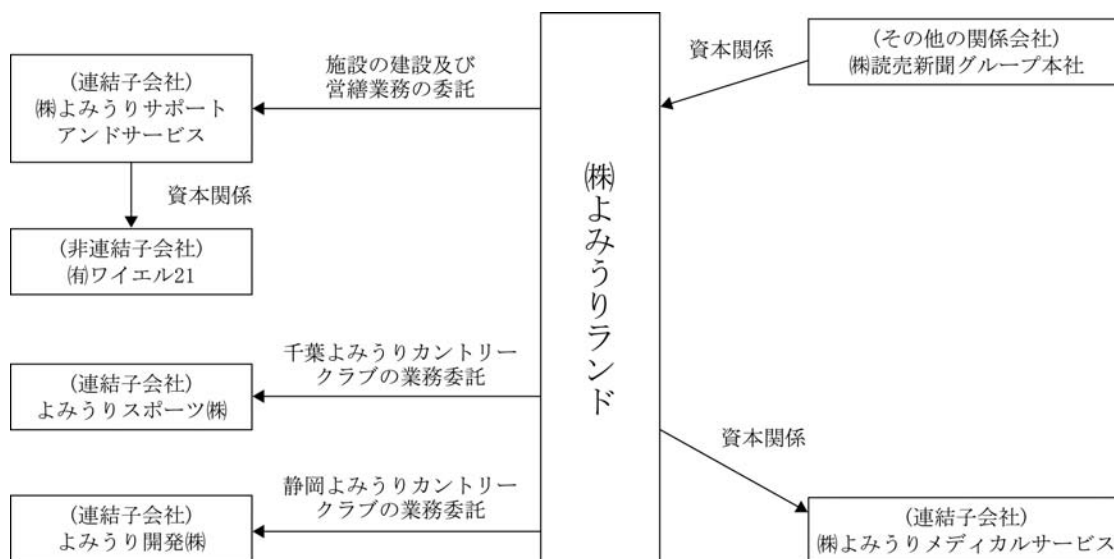 (連結子会社)
㈱よみうりサポート
アンドサービス
施設の建設及び
営繕業務の委託
資本関係
(非連結子会社)
㈲ワイエル21
千葉よみうりカントリー
クラブの業務委託
(連結子会社)
よみうりスポーツ㈱
静岡よみうりカントリー
クラブの業務委託
(連結子会社)
よみうり開発㈱
㈱よみうりランド
資本関係
(その他の関係会社)
㈱読売新聞グループ本社
資本関係
(連結子会社)
㈱よみうりメディカルサービス